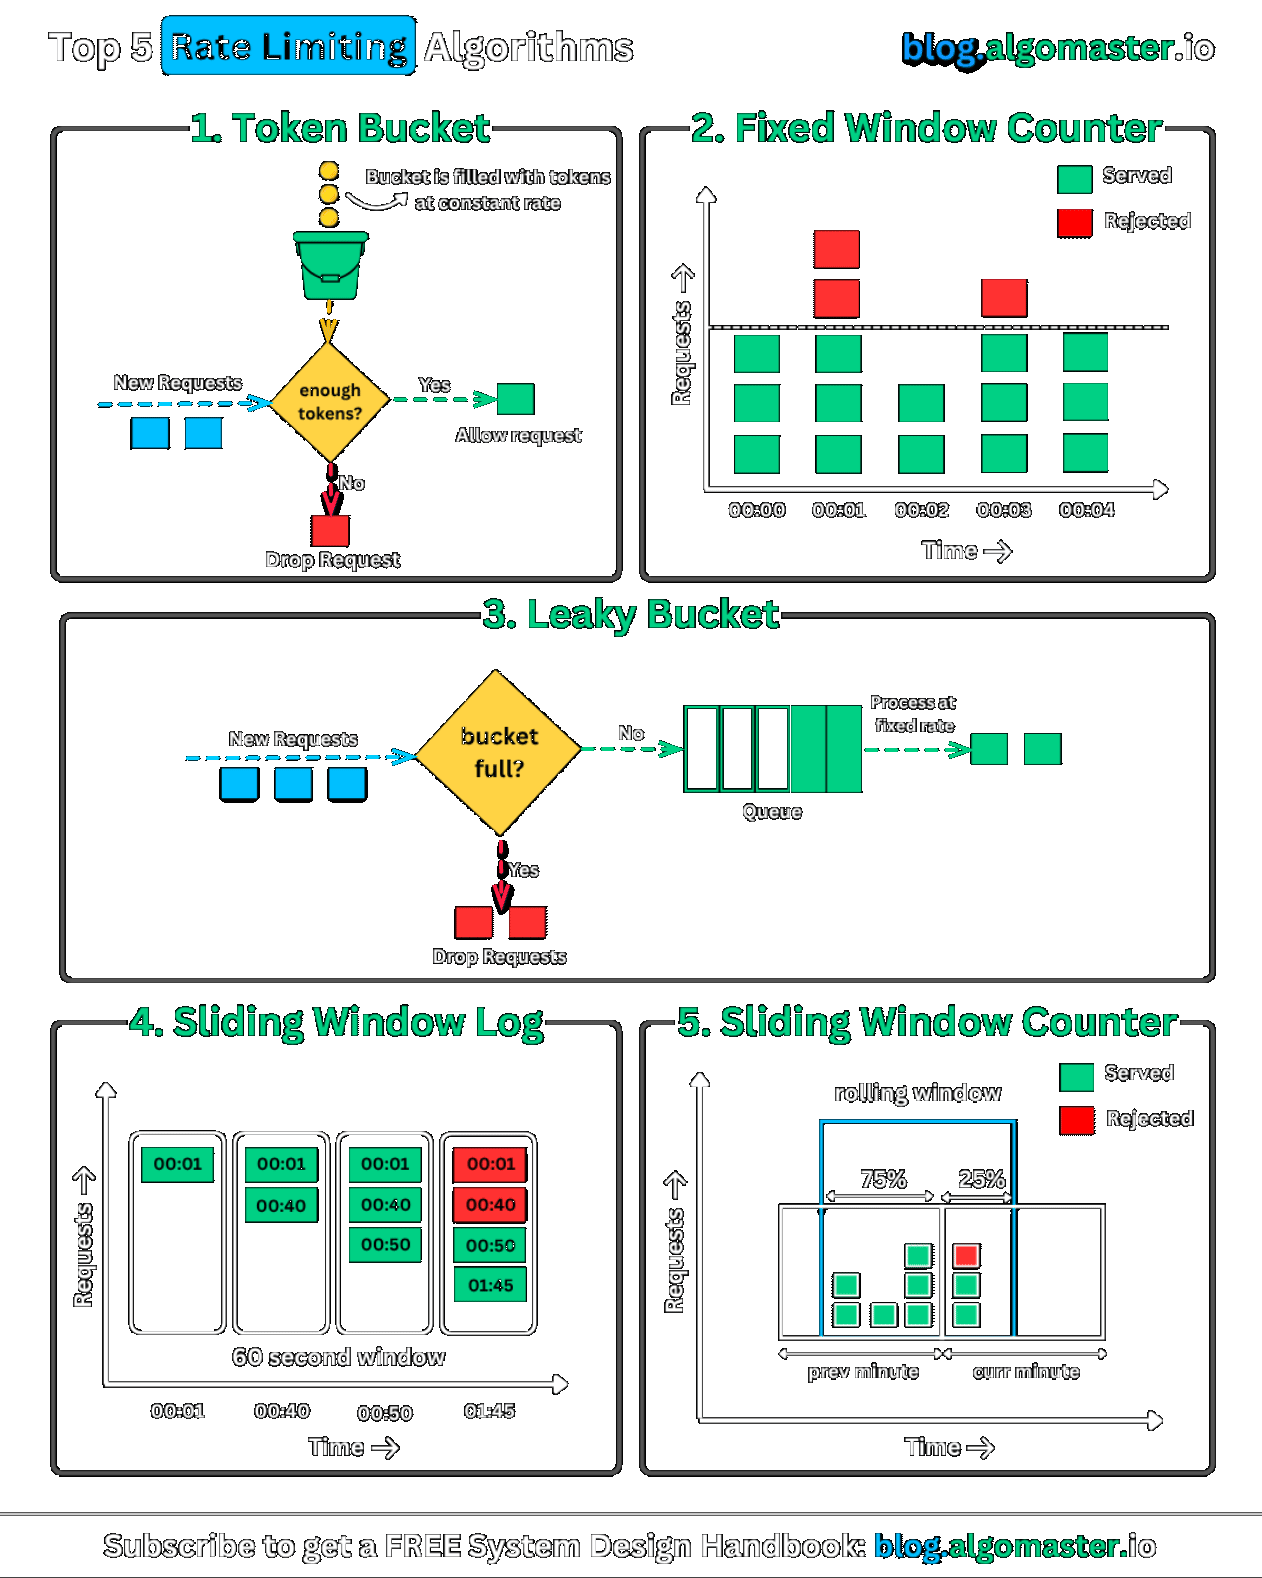 Top 5 Rate Limiting Algorithms
blog.algomaster.io
1. Token Bucket
Bucket is filled with tokens
at constant rate
New Requests
enough
tokens?
Yes
Allow request
No
Drop Request
2. Fixed Window Counter
Served
Rejected
Requests →
00:00 00:01 00:02 00:03 00:04
Time →
3. Leaky Bucket
New Requests
bucket
full?
No
Process at
fixed rate
Queue
Yes
Drop Requests
4. Sliding Window Log
Requests →
00:01 00:01 00:01 00:01
00:40 00:40 00:40
00:50 00:50
01:45
60 second window
00:01 00:40 00:50 01:45
Time →
5. Sliding Window Counter
Served
Rejected
rolling window
75% 25%
Requests →
prev minute curr minute
Time →
Subscribe to get a FREE System Design Handbook: blog.algomaster.io